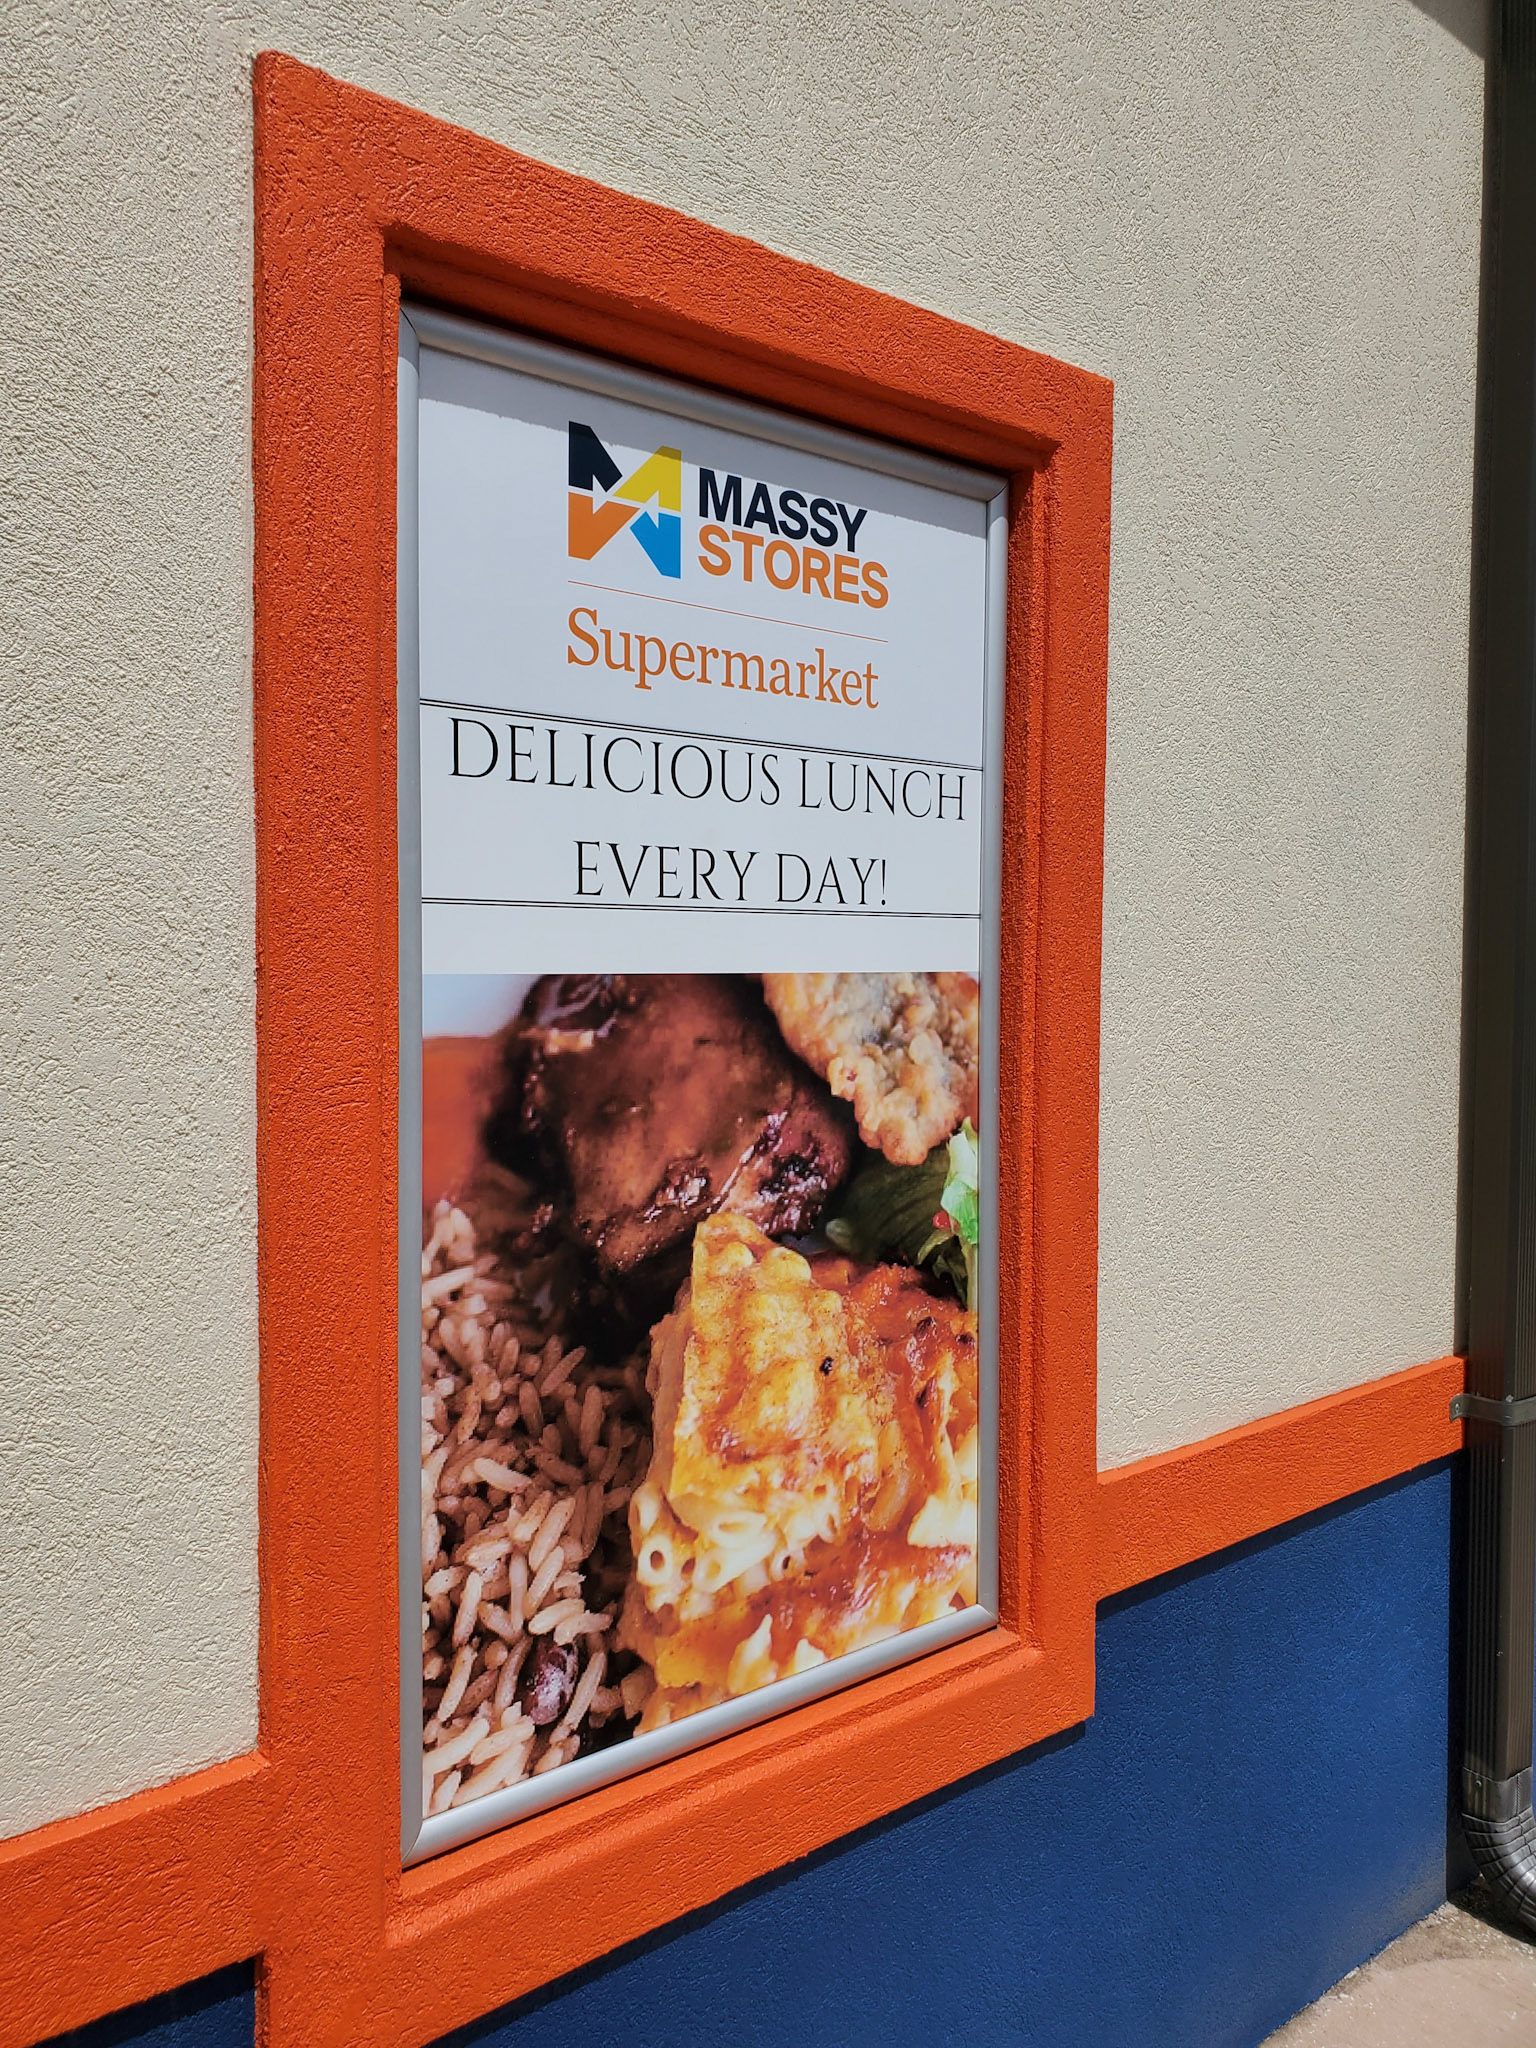 MASSY
STORES
Supermarket
DELICIOUS LUNCH
EVERY DAY!